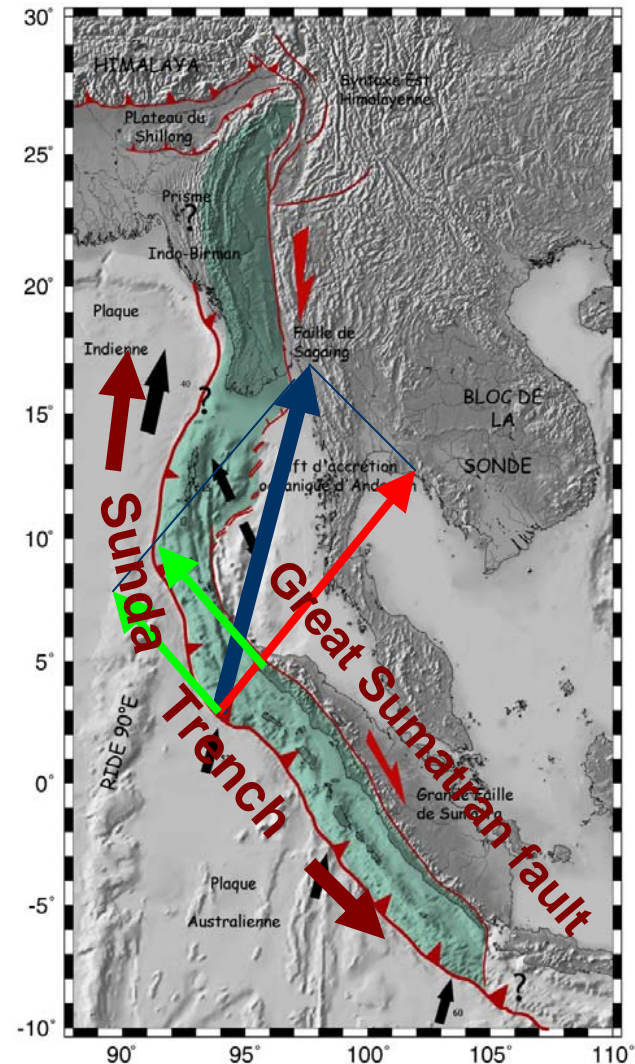 30°
25°
20°
15°
10°
5°
0°
-5°
-10°
90°
95°
100°
105°
110°
HIMALAYA
Syntaxe Est
Himalayenne
PLateau du
Shillong
Prisme
?
Indo-Birman
Plaque
Indienne
Faille de
Sagaing
40
?
BLOC DE
LA
SONDE
d'accrétion
Sunda
Trench
Great Sumatran fault
RIDE 90°E
Grande Faille
de
Plaque
Australienne
?
60